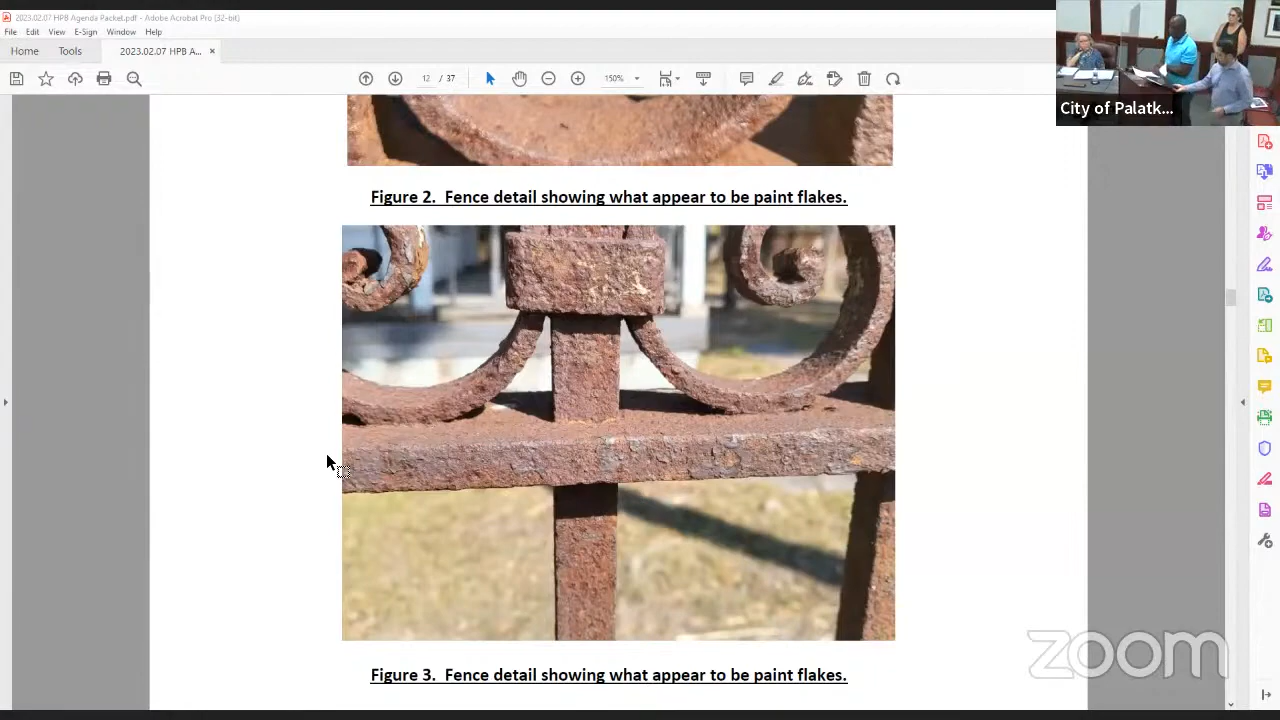 2023.02.07 HPB Agenda Packet.pdf - Adobe Acrobat Pro (32-bit)
File Edit View E-Sign Window Help
Home Tools 2023.02.07 HPB A... ×
12 / 37 150%
City of Palatk...
Figure 2. Fence detail showing what appear to be paint flakes.
Figure 3. Fence detail showing what appear to be paint flakes.
zoom